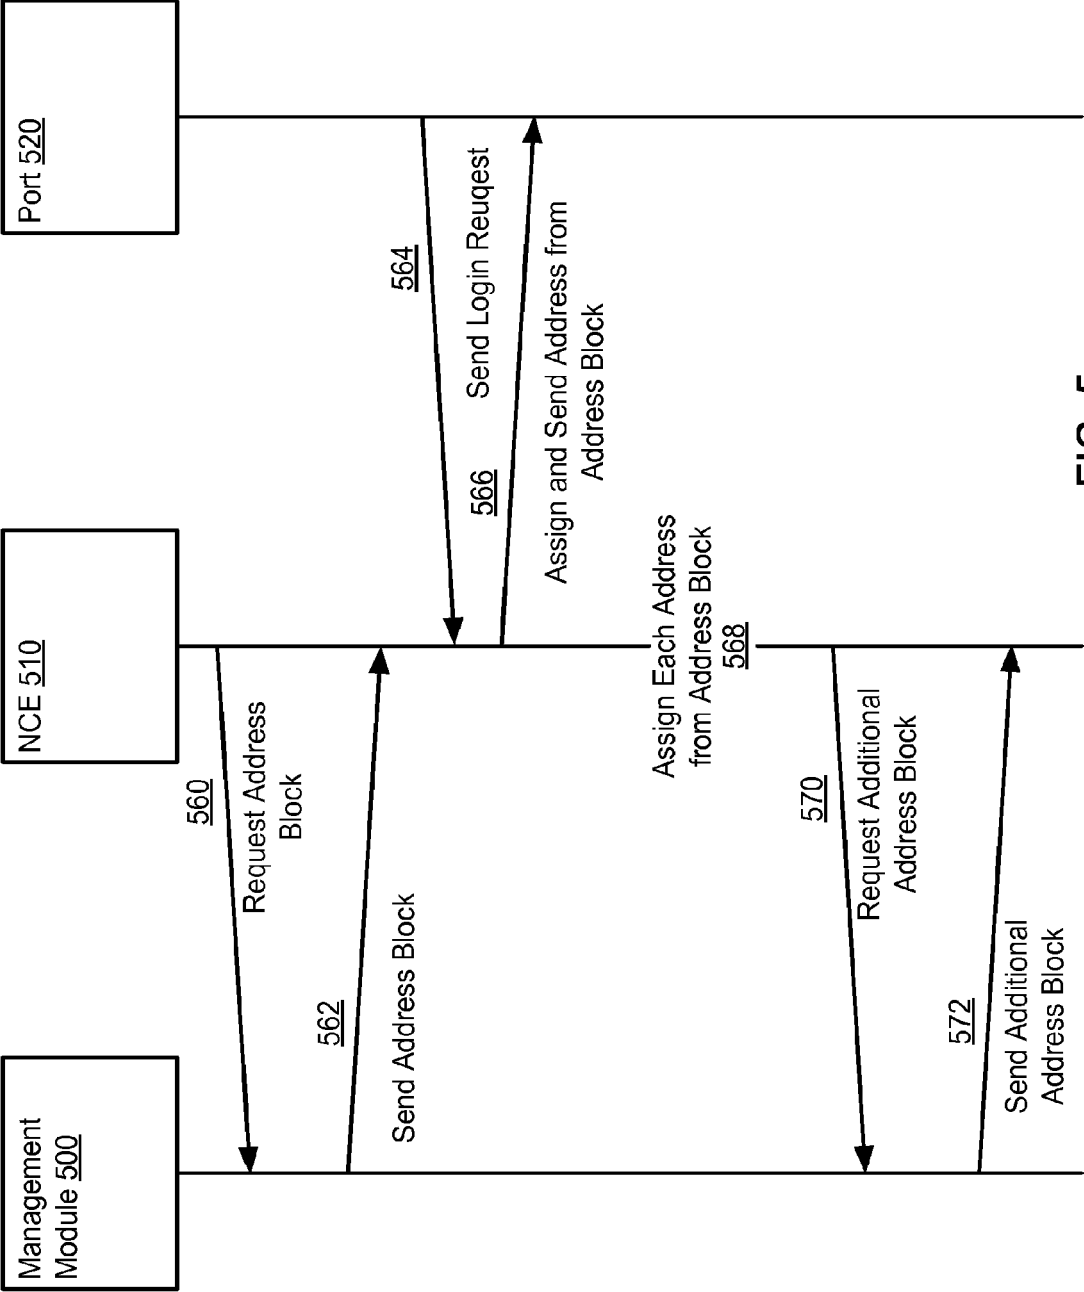 Management
Module 500
NCE 510
Port 520
560
Request Address
Block
562
Send Address Block
564
Send Login Reuqest
566
Assign and Send Address from
Address Block
Assign Each Address
from Address Block
568
570
Request Additional
Address Block
572
Send Additional
Address Block